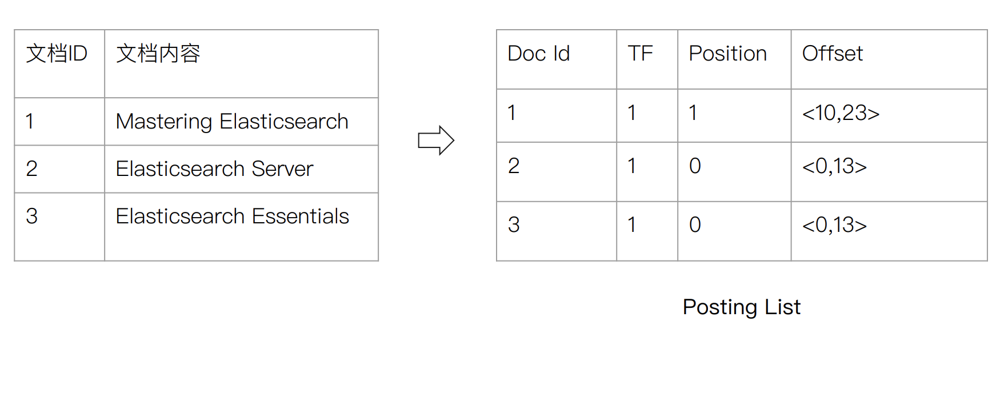 文档ID 文档内容
1 Mastering Elasticsearch
2 Elasticsearch Server
3 Elasticsearch Essentials
Doc Id TF Position Offset
1 1 1 <10,23>
2 1 0 <0,13>
3 1 0 <0,13>
Posting List